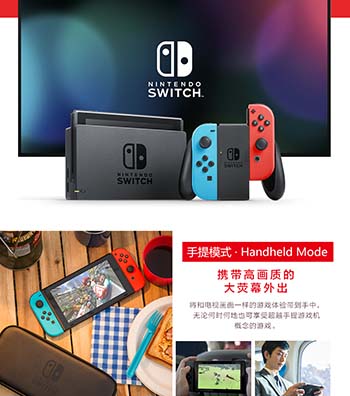 NINTENDO
SWITCH
NINTENDO
SWITCH
手提模式 · Handheld Mode
携带高画质的
大荧幕外出
将和电视画面一样的游戏体验带到手中。
无论何时何地也可享受超越手提游戏机
概念的游戏。